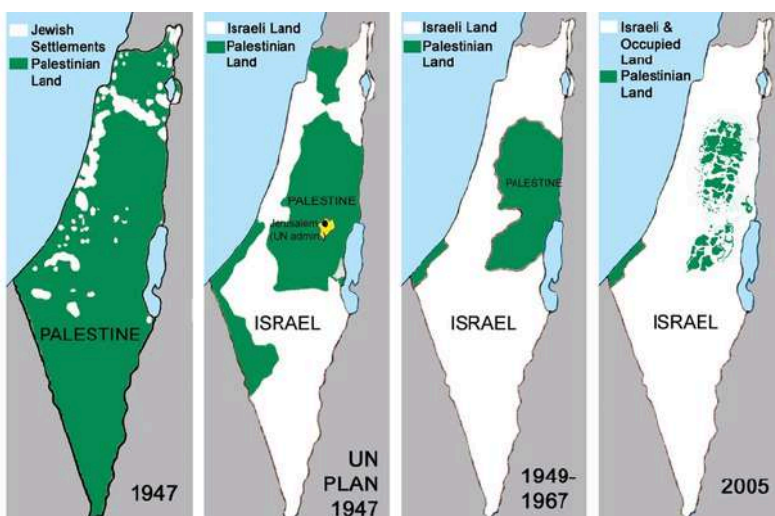 Jewish
Settlements
Palestinian
Land
PALESTINE
1947
Israeli Land
Palestinian
Land
PALESTINE
Jerusalem
(UN admin)
ISRAEL
UN
PLAN
1947
Israeli Land
Palestinian
Land
PALESTINE
ISRAEL
1949-
1967
Israeli &
Occupied
Land
Palestinian
Land
ISRAEL
2005